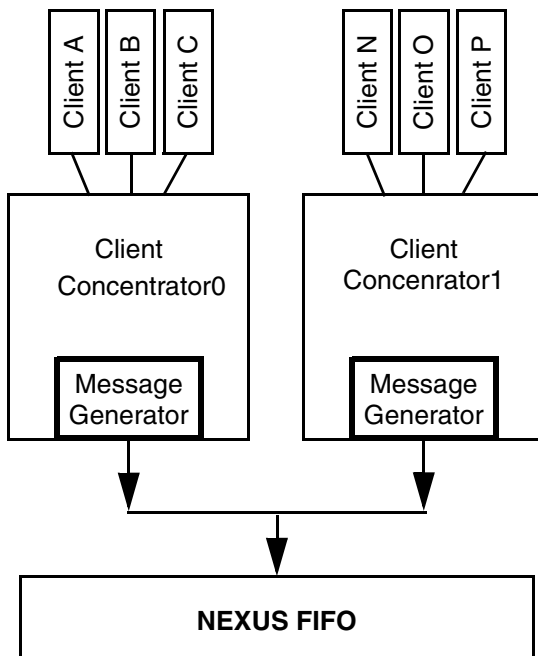 Client A
Client B
Client C
Client N
Client O
Client P
Client
Concentrator0
Client
Concenrator1
Message
Generator
Message
Generator
NEXUS FIFO